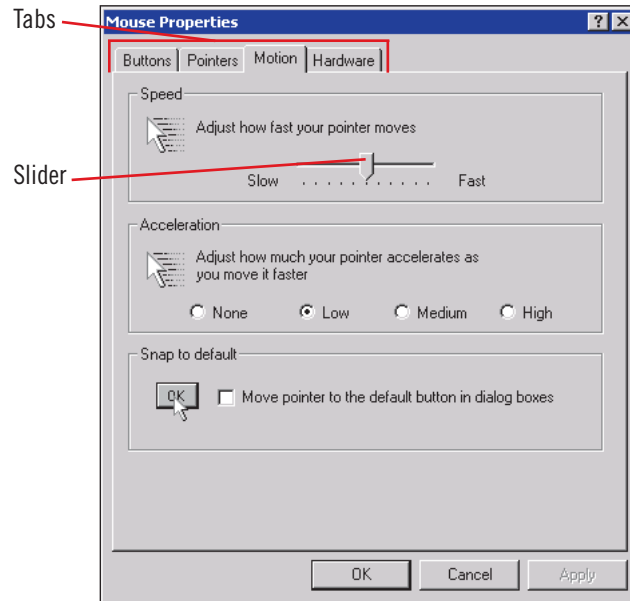 Tabs
Mouse Properties
Buttons Pointers Motion Hardware
Speed
Adjust how fast your pointer moves
Slider
Slow Fast
Acceleration
Adjust how much your pointer accelerates as
you move it faster
None Low Medium High
Snap to default
OK Move pointer to the default button in dialog boxes
OK Cancel Apply